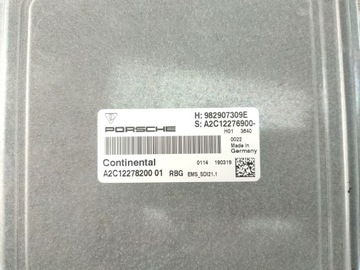 H: 982907309E
PORSCHE S: A2C12276900-
H01 3640
0022
Made in
Germany
Continental 0114 190319
A2C12278200 01 RBG EMS_SDI21.1